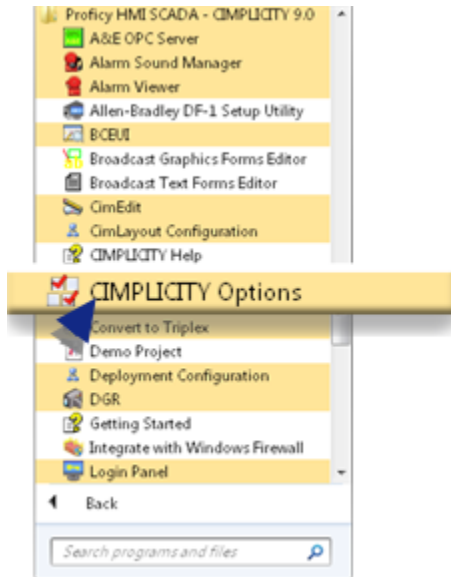 Proficy HMI SCADA - CIMPLICITY 9.0
A&E OPC Server
Alarm Sound Manager
Alarm Viewer
Allen-Bradley DF-1 Setup Utility
BCEUI
Broadcast Graphics Forms Editor
Broadcast Text Forms Editor
CimEdit
CimLayout Configuration
CIMPLICITY Help
CIMPLICITY Options
Convert to Triplex
Demo Project
Deployment Configuration
DGR
Getting Started
Integrate with Windows Firewall
Login Panel
Back
Search programs and files